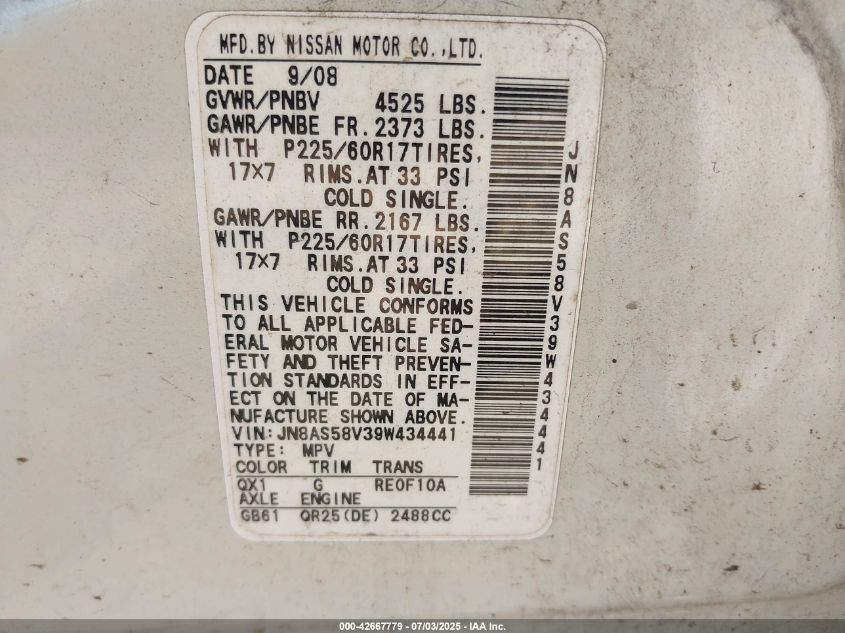 MFD.BY NISSAN MOTOR CO.,LTD.
DATE 9/08
GVWR/PNBV 4525 LBS.
GAWR/PNBE FR. 2373 LBS.
WITH P225/60R17TIRES,
17×7 RIMS.AT 33 PSI
COLD SINGLE.
GAWR/PNBE RR. 2167 LBS.
WITH P225/60R17TIRES,
17×7 RIMS.AT 33 PSI
COLD SINGLE.
THIS VEHICLE CONFORMS
TO ALL APPLICABLE FED-
ERAL MOTOR VEHICLE SA-
FETY AND THEFT PREVEN-
TION STANDARDS IN EFF-
ECT ON THE DATE OF MA-
NUFACTURE SHOWN ABOVE.
VIN:JN8AS58V39W434441
TYPE: MPV
COLOR TRIM TRANS
QX1 G RE0F10A
AXLE ENGINE
GB61 QR25(DE) 2488CC
JN8AS58V39W434441
000-42667779 - 07/03/2025 - IAA Inc.